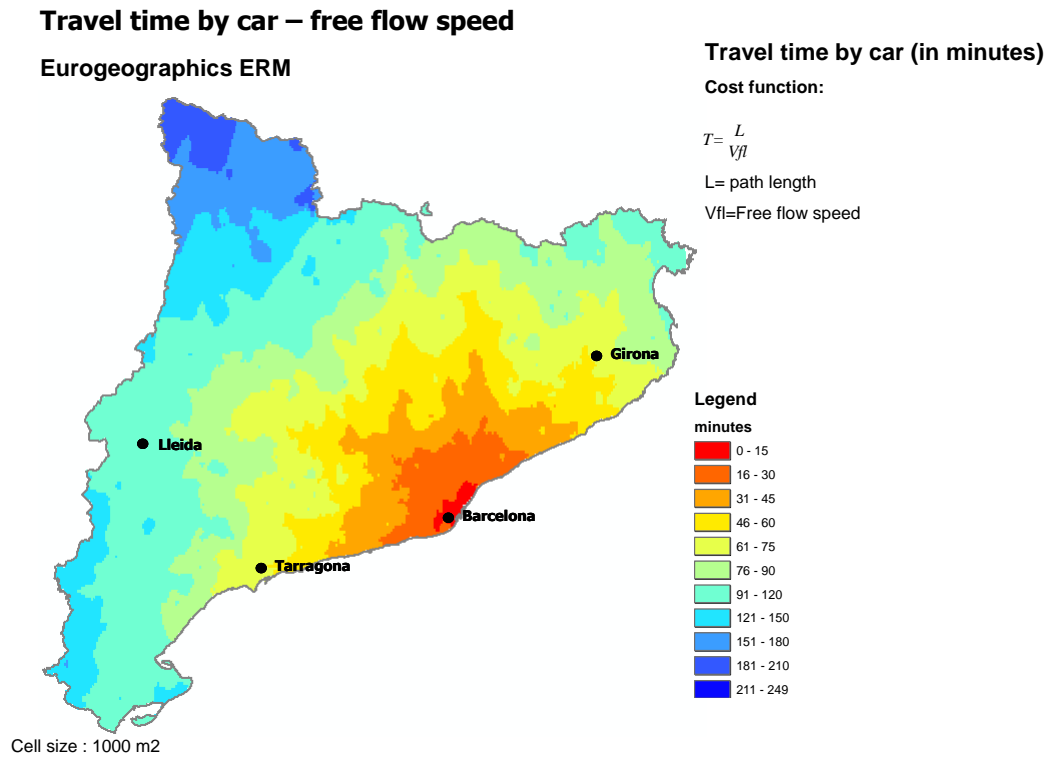 Travel time by car – free flow speed
Eurogeographics ERM
Travel time by car (in minutes)
Cost function:
T= L
Vfl
L= path length
Vfl=Free flow speed
Girona
Lleida
Barcelona
Tarragona
Legend
minutes
0 - 15
16 - 30
31 - 45
46 - 60
61 - 75
76 - 90
91 - 120
121 - 150
151 - 180
181 - 210
211 - 249
Cell size : 1000 m2